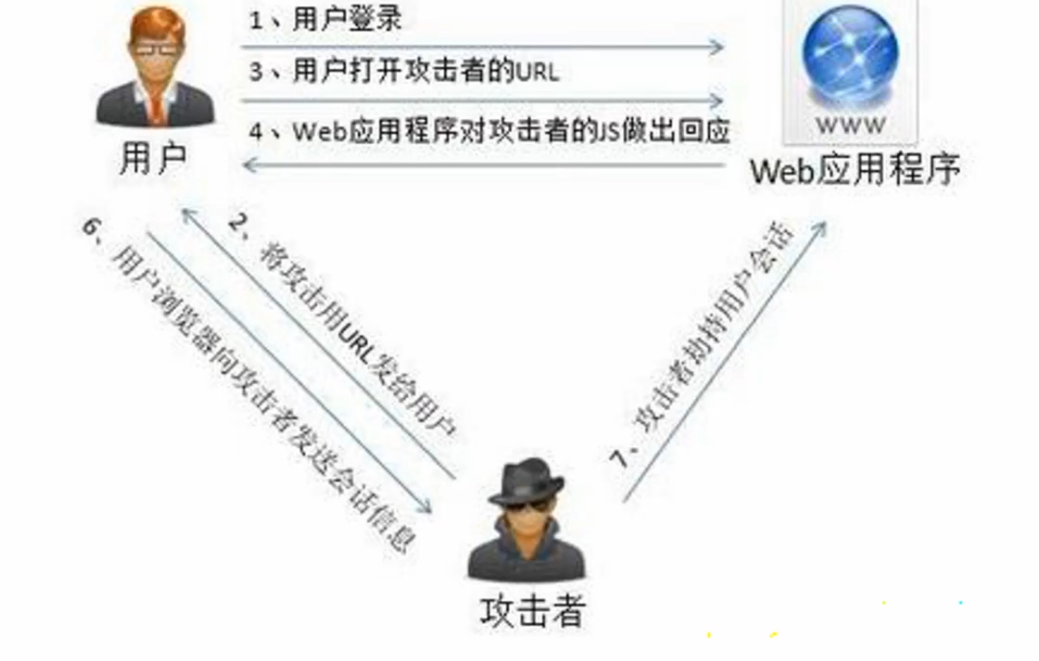 1、用户登录
3、用户打开攻击者的URL
4、Web应用程序对攻击者的JS做出回应
用户
WWW
Web应用程序
2、将攻击用URL发给用户
6、用户浏览器向攻击者发送会话信息
7、攻击者劫持用户会话
攻击者